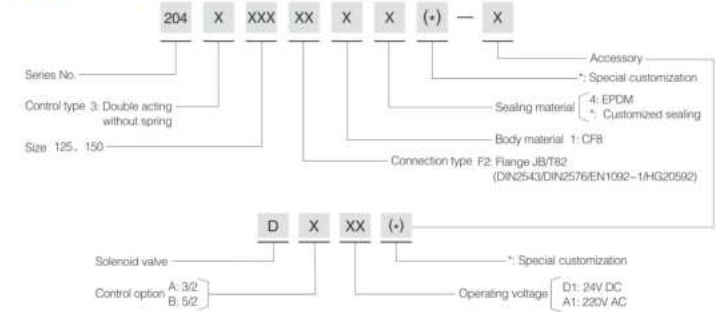 204 X XXX XX X X (*) — X
Accessory
Series No.
*: Special customization
Control type 3: Double acting
without spring
Sealing material 4: EPDM
*: Customized sealing
Size 125、150
Body material 1: CF8
Connection type F2: Flange JB/T82
(DIN2543/DIN2576/EN1092-1/HG20592)
D X XX (*)
Solenoid valve
*: Special customization
Control option A: 3/2
B: 5/2
Operating voltage D1: 24V DC
A1: 220V AC